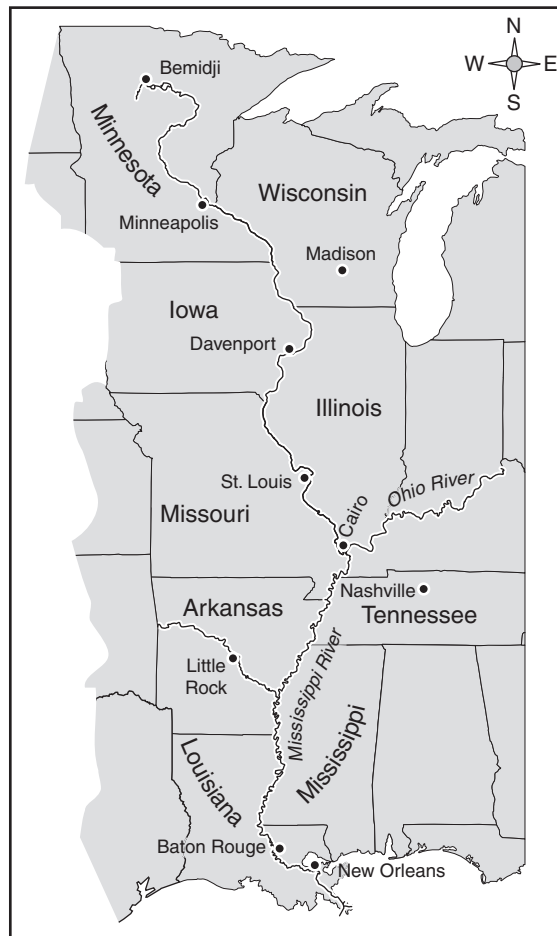 N
W E
S
Bemidji
Minnesota
Minneapolis
Wisconsin
Madison
Iowa
Davenport
Illinois
St. Louis
Missouri
Cairo
Ohio River
Nashville
Tennessee
Arkansas
Little
Rock
Mississippi River
Mississippi
Louisiana
Baton Rouge
New Orleans